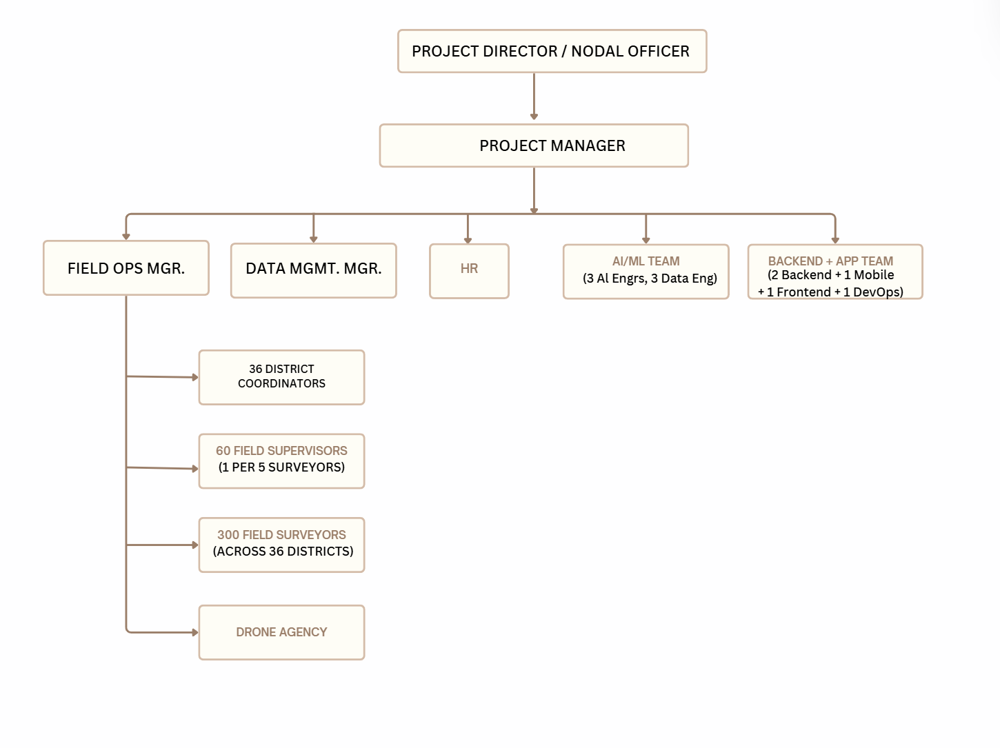 PROJECT DIRECTOR / NODAL OFFICER
PROJECT MANAGER
FIELD OPS MGR.
DATA MGMT. MGR.
HR
AI/ML TEAM
(3 Al Engrs, 3 Data Eng)
BACKEND + APP TEAM
(2 Backend + 1 Mobile
+ 1 Frontend + 1 DevOps)
36 DISTRICT
COORDINATORS
60 FIELD SUPERVISORS
(1 PER 5 SURVEYORS)
300 FIELD SURVEYORS
(ACROSS 36 DISTRICTS)
DRONE AGENCY